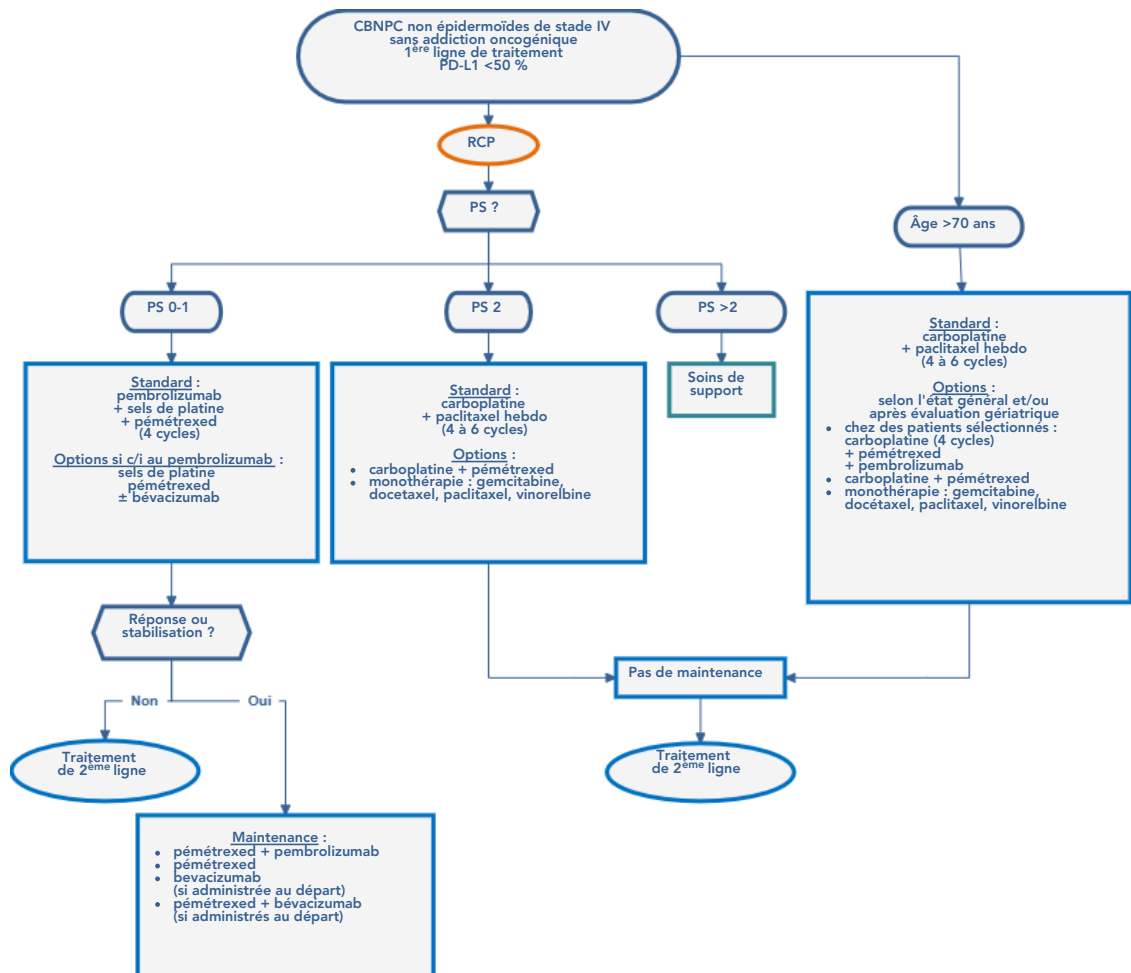 CBNPC non épidermoïdes de stade IV
sans addiction oncogénique
1ère ligne de traitement
PD-L1 <50 %
RCP
PS ?
Âge >70 ans
PS 0-1
PS 2
PS >2
Standard :
pembrolizumab
+ sels de platine
+ pémétrexed
(4 cycles)
Options si c/i au pembrolizumab :
sels de platine
pémétrexed
± bévacizumab
Standard :
carboplatine
+ paclitaxel hebdo
(4 à 6 cycles)
Options :
• carboplatine + pémétrexed
• monothérapie : gemcitabine,
docetaxel, paclitaxel, vinorelbine
Soins de
support
Standard :
carboplatine
+ paclitaxel hebdo
(4 à 6 cycles)
Options :
selon l'état général et/ou
après évaluation gériatrique
• chez des patients sélectionnés :
carboplatine (4 cycles)
+ pémétrexed
+ pembrolizumab
• carboplatine + pémétrexed
• monothérapie : gemcitabine,
docétaxel, paclitaxel, vinorelbine
Réponse ou
stabilisation ?
Pas de maintenance
Non
Oui
Traitement
de 2ème ligne
Traitement
de 2ème ligne
Maintenance :
• pémétrexed + pembrolizumab
• pémétrexed
• bevacizumab
(si administrée au départ)
• pémétrexed + bévacizumab
(si administrés au départ)